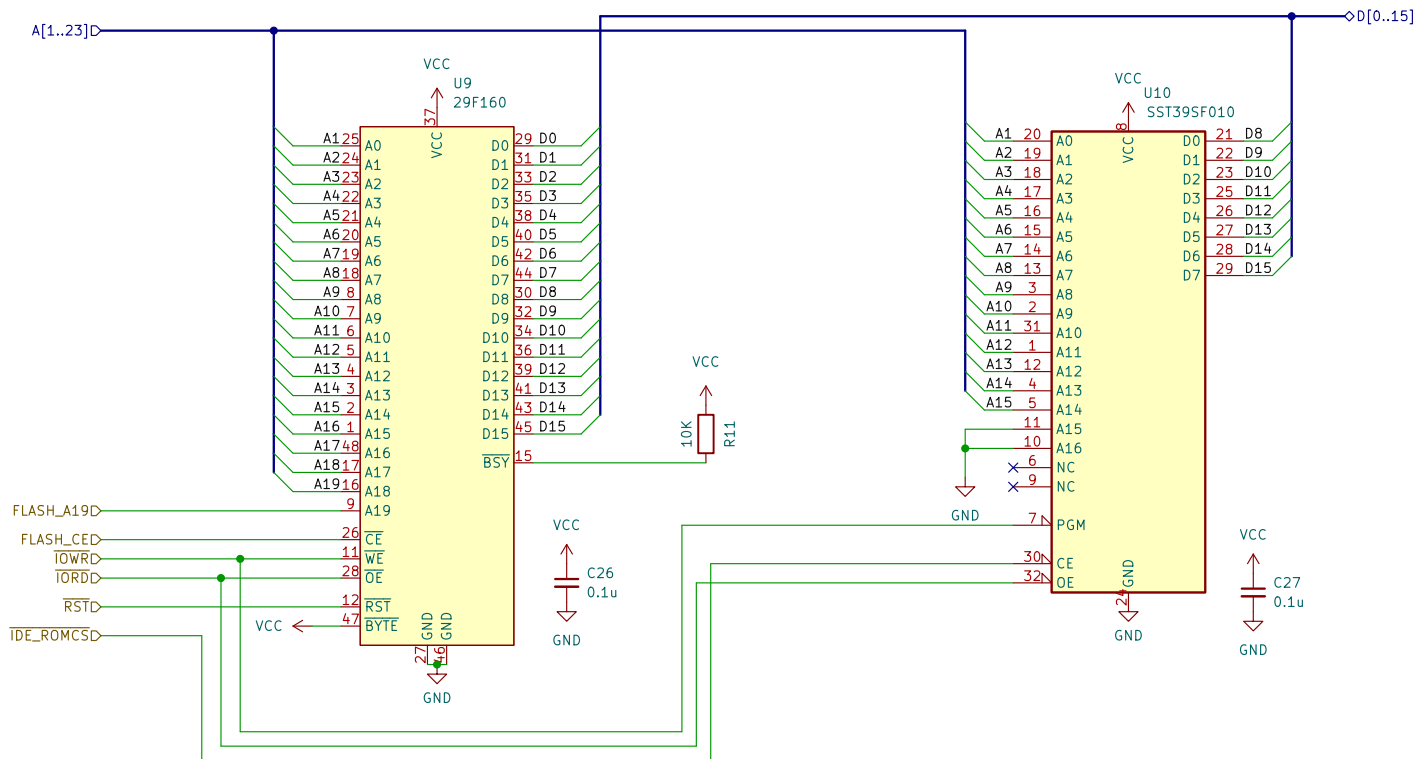 A[1..23]
D[0..15]
VCC
U9
29F160
37
VCC
A1 25 A0
A2 24 A1
A3 23 A2
A4 22 A3
A5 21 A4
A6 20 A5
A7 19 A6
A8 18 A7
A9 8 A8
A10 7 A9
A11 6 A10
A12 5 A11
A13 4 A12
A14 3 A13
A15 2 A14
A16 1 A15
A17 48 A16
A18 17 A17
A19 16 A18
FLASH_A19 9 A19
FLASH_CE 26 CE
IOWR 11 WE
IORD 28 OE
RST 12 RST
VCC 47 BYTE
IDE_ROMCS
D0 29 D0
D1 31 D1
D2 33 D2
D3 35 D3
D4 38 D4
D5 40 D5
D6 42 D6
D7 44 D7
D8 30 D8
D9 32 D9
D10 34 D10
D11 36 D11
D12 39 D12
D13 41 D13
D14 43 D14
D15 45 D15
BSY 15
GND GND
27 46
GND
VCC
10K R11
VCC
C26
0.1u
GND
VCC
U10
SST39SF010
8
VCC
A1 20 A0
A2 19 A1
A3 18 A2
A4 17 A3
A5 16 A4
A6 15 A5
A7 14 A6
A8 13 A7
A9 3 A8
A10 2 A9
A11 31 A10
A12 1 A11
A13 12 A12
A14 4 A13
A15 5 A14
11 A15
10 A16
6 NC
9 NC
GND
7 PGM
30 CE
32 OE
D0 21 D8
D1 22 D9
D2 23 D10
D3 25 D11
D4 26 D12
D5 27 D13
D6 28 D14
D7 29 D15
GND
24
GND
VCC
C27
0.1u
GND